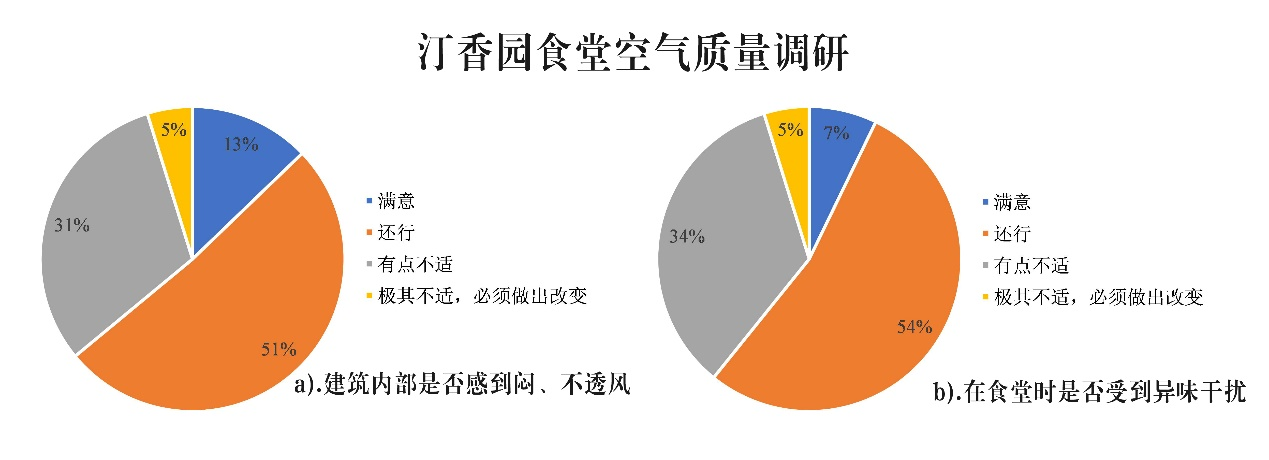 汀香园食堂空气质量调研
5%
13%
31%
51%
满意
还行
有点不适
极其不适，必须做出改变
a).建筑内部是否感到闷、不透风
5%
7%
34%
54%
满意
还行
有点不适
极其不适，必须做出改变
b).在食堂时是否受到异味干扰